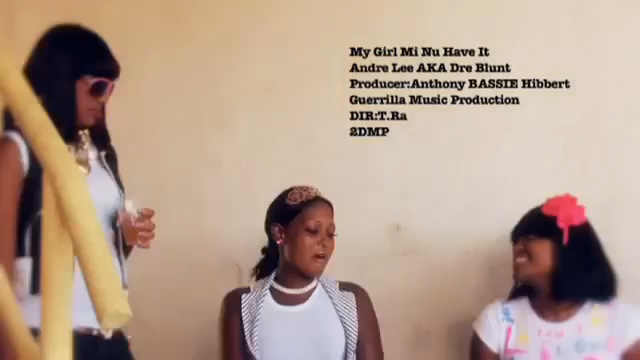 My Girl Mi Nu Have It
Andre Lee AKA Dre Blunt
Producer:Anthony BASSIE Hibbert
Guerrilla Music Production
DIR:T.Ra
2DMP